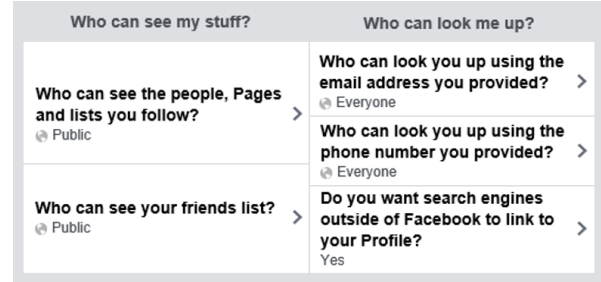 Who can see my stuff?
Who can see the people, Pages
and lists you follow?
Public
Who can see your friends list?
Public
Who can look me up?
Who can look you up using the
email address you provided?
Everyone
Who can look you up using the
phone number you provided?
Everyone
Do you want search engines
outside of Facebook to link to
your Profile?
Yes